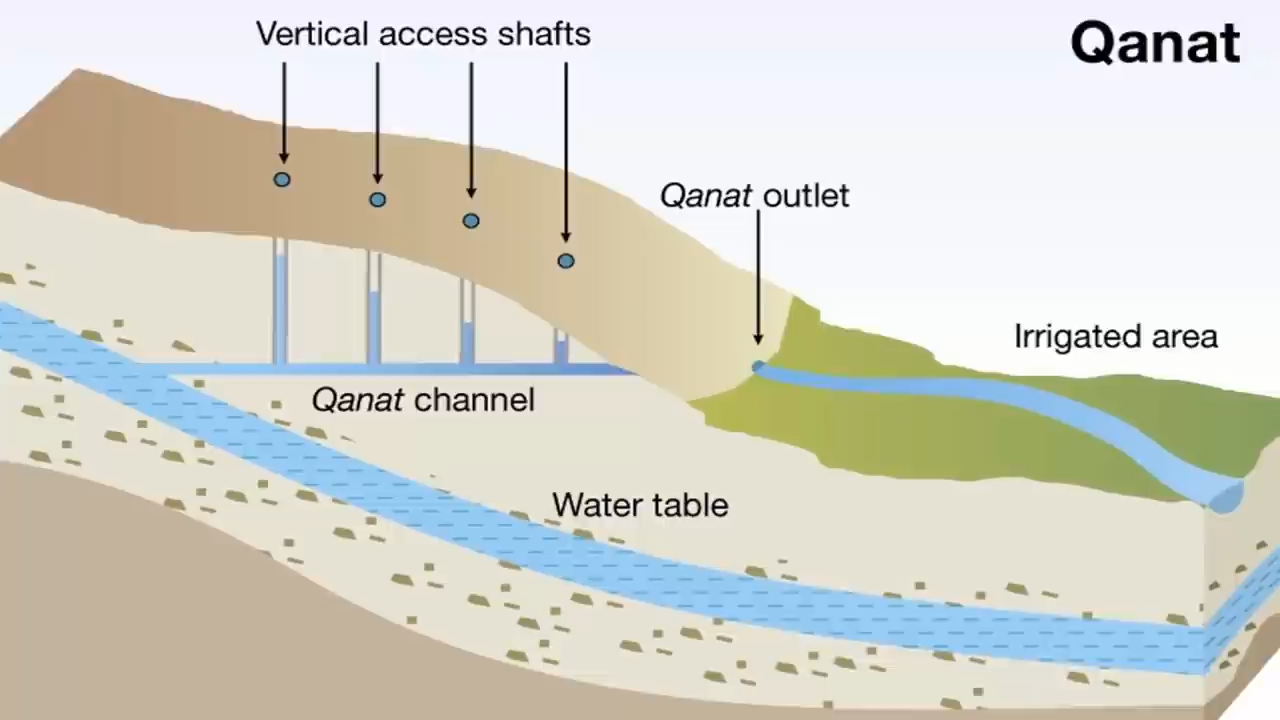 Vertical access shafts
Qanat
Qanat outlet
Irrigated area
Qanat channel
Water table